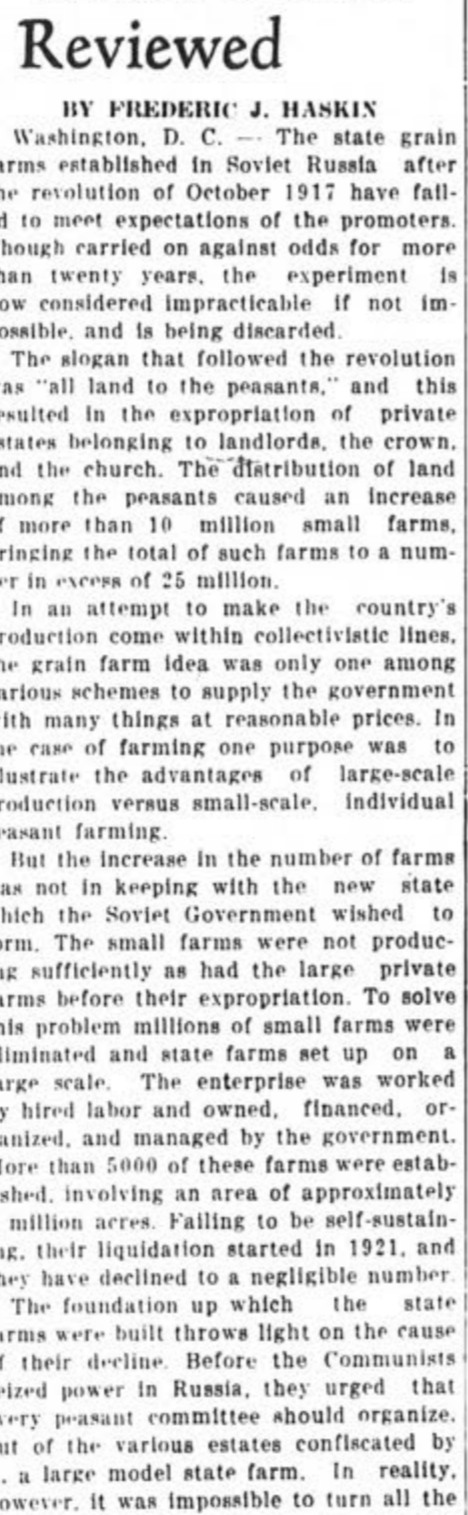 Reviewed
BY FREDERIC J. HASKIN
Washington, D. C. — The state grain
arms established in Soviet Russia after
he revolution of October 1917 have fail-
d to meet expectations of the promoters.
hough carried on against odds for more
han twenty years, the experiment is
ow considered impracticable if not im-
ossible, and is being discarded.
The slogan that followed the revolution
as "all land to the peasants," and this
esulted in the expropriation of private
states belonging to landlords, the crown,
nd the church. The distribution of land
mong the peasants caused an increase
f more than 10 million small farms,
ringing the total of such farms to a num-
er in excess of 25 million.
In an attempt to make the country's
roduction come within collectivistic lines,
he grain farm idea was only one among
arious schemes to supply the government
ith many things at reasonable prices. In
he case of farming one purpose was to
lustrate the advantages of large-scale
roduction versus small-scale, individual
easant farming.
But the increase in the number of farms
as not in keeping with the new state
hich the Soviet Government wished to
orm. The small farms were not produc-
ng sufficiently as had the large private
arms before their expropriation. To solve
his problem millions of small farms were
liminated and state farms set up on a
arge scale. The enterprise was worked
y hired labor and owned, financed, or-
anized, and managed by the government.
ore than 5000 of these farms were estab-
shed, involving an area of approximately
million acres. Failing to be self-sustain-
ng, their liquidation started in 1921, and
hey have declined to a negligible number.
The foundation up which the state
arms were built throws light on the cause
f their decline. Before the Communists
eized power in Russia, they urged that
very peasant committee should organize,
ut of the various estates confiscated by
a large model state farm. In reality,
owever, it was impossible to turn all the